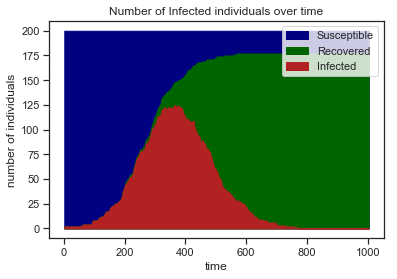 Number of Infected individuals over time
Susceptible
Recovered
Infected
number of individuals
200
175
150
125
100
75
50
25
0
0
200
400
600
800
1000
time